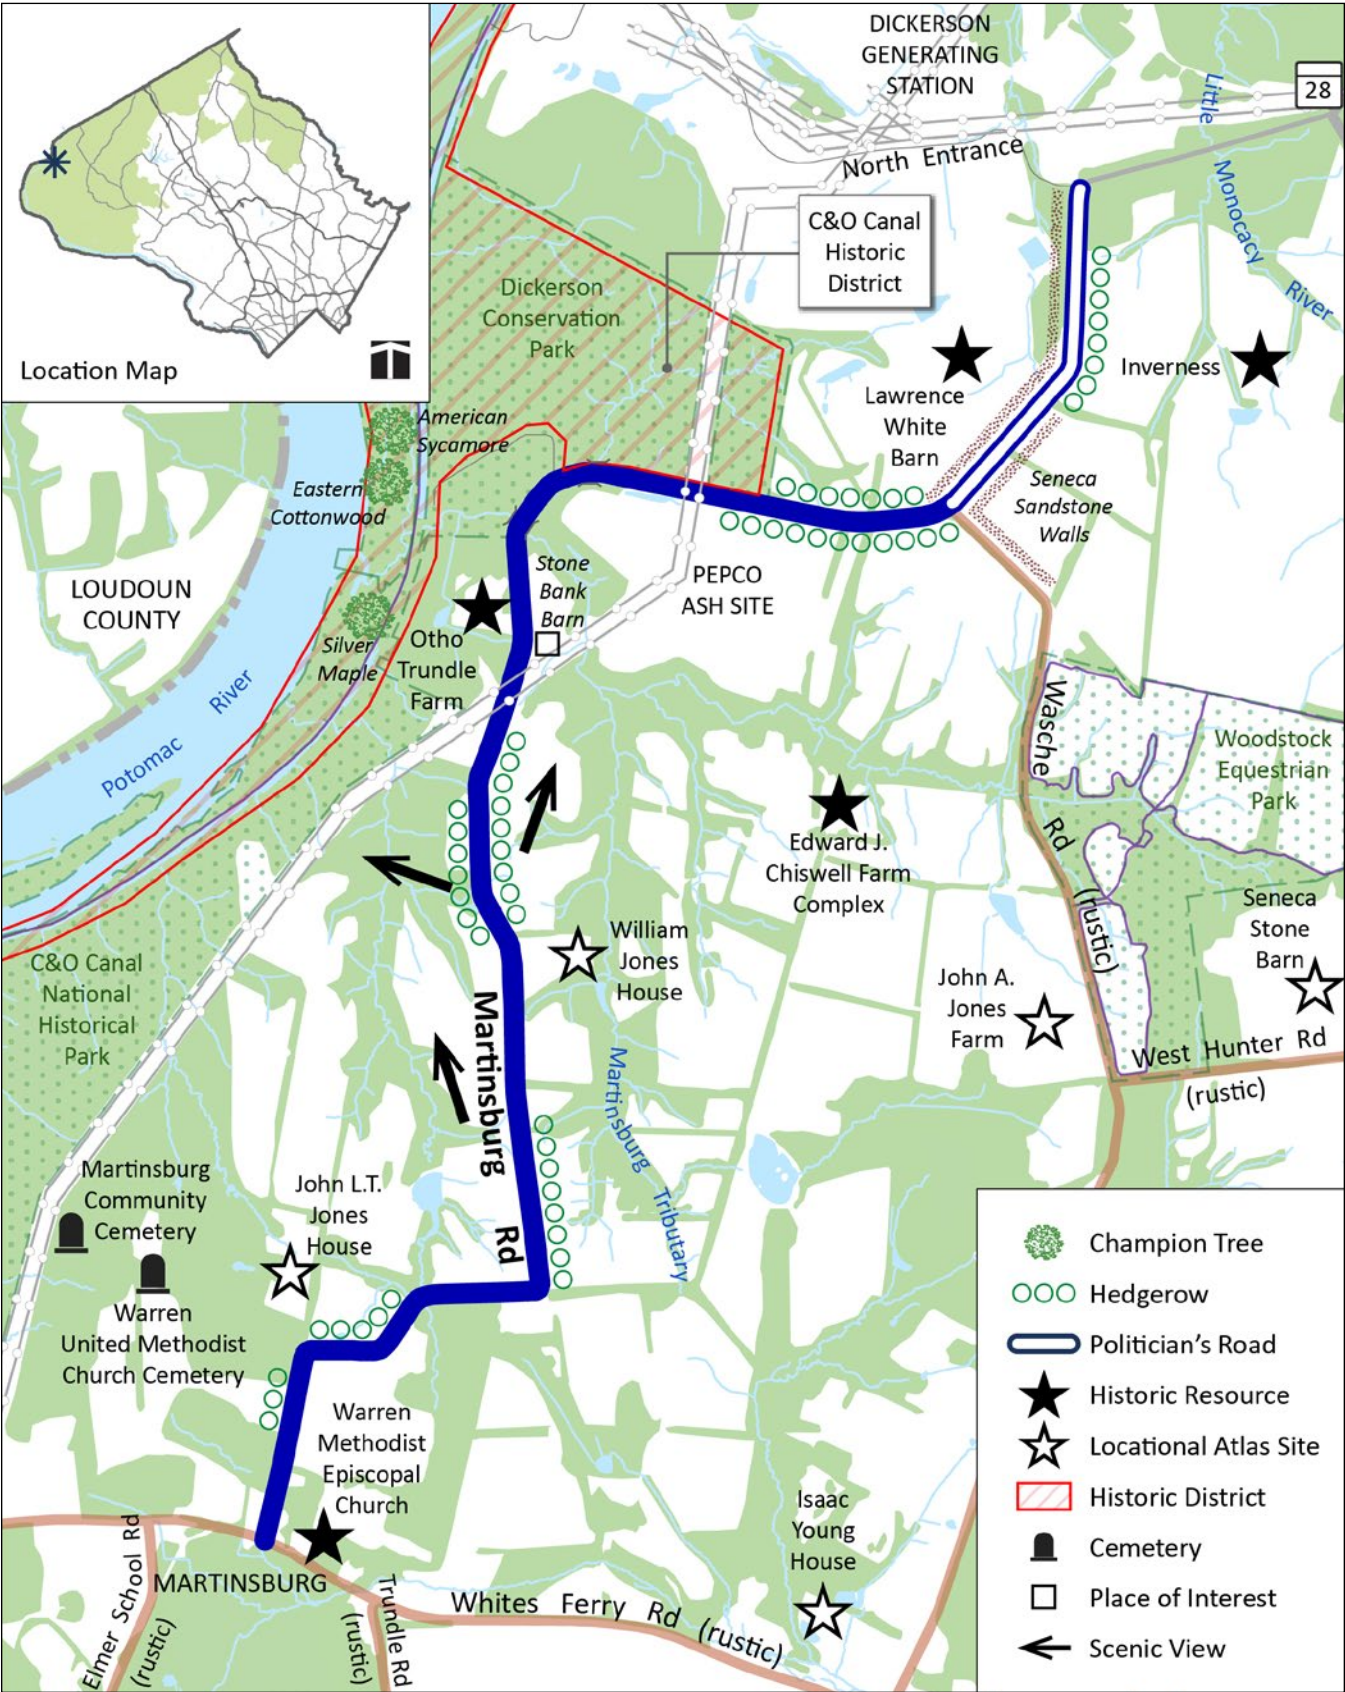 DICKERSON
GENERATING
STATION
28
Little
Monocacy
River
North Entrance
C&O Canal
Historic
District
Location Map
Dickerson
Conservation
Park
Inverness
Lawrence
White
Barn
American
Sycamore
Eastern
Cottonwood
Seneca
Sandstone
Walls
LOUDOUN
COUNTY
Stone
Bank
Barn
PEPCO
ASH SITE
Silver
Maple
Otho
Trundle
Farm
Potomac River
Wasche Rd (rustic)
Woodstock
Equestrian
Park
Edward J.
Chiswell Farm
Complex
Seneca
Stone
Barn
William
Jones
House
C&O Canal
National
Historical
Park
John A.
Jones
Farm
Martinsburg Rd
West Hunter Rd
(rustic)
Martinsburg Tributary
Martinsburg
Community
Cemetery
John L.T.
Jones
House
Warren
United Methodist
Church Cemetery
Warren
Methodist
Episcopal
Church
Isaac
Young
House
MARTINSBURG
Elmer School Rd
(rustic)
Trundle Rd
(rustic)
Whites Ferry Rd (rustic)
Champion Tree
Hedgerow
Politician's Road
Historic Resource
Locational Atlas Site
Historic District
Cemetery
Place of Interest
Scenic View